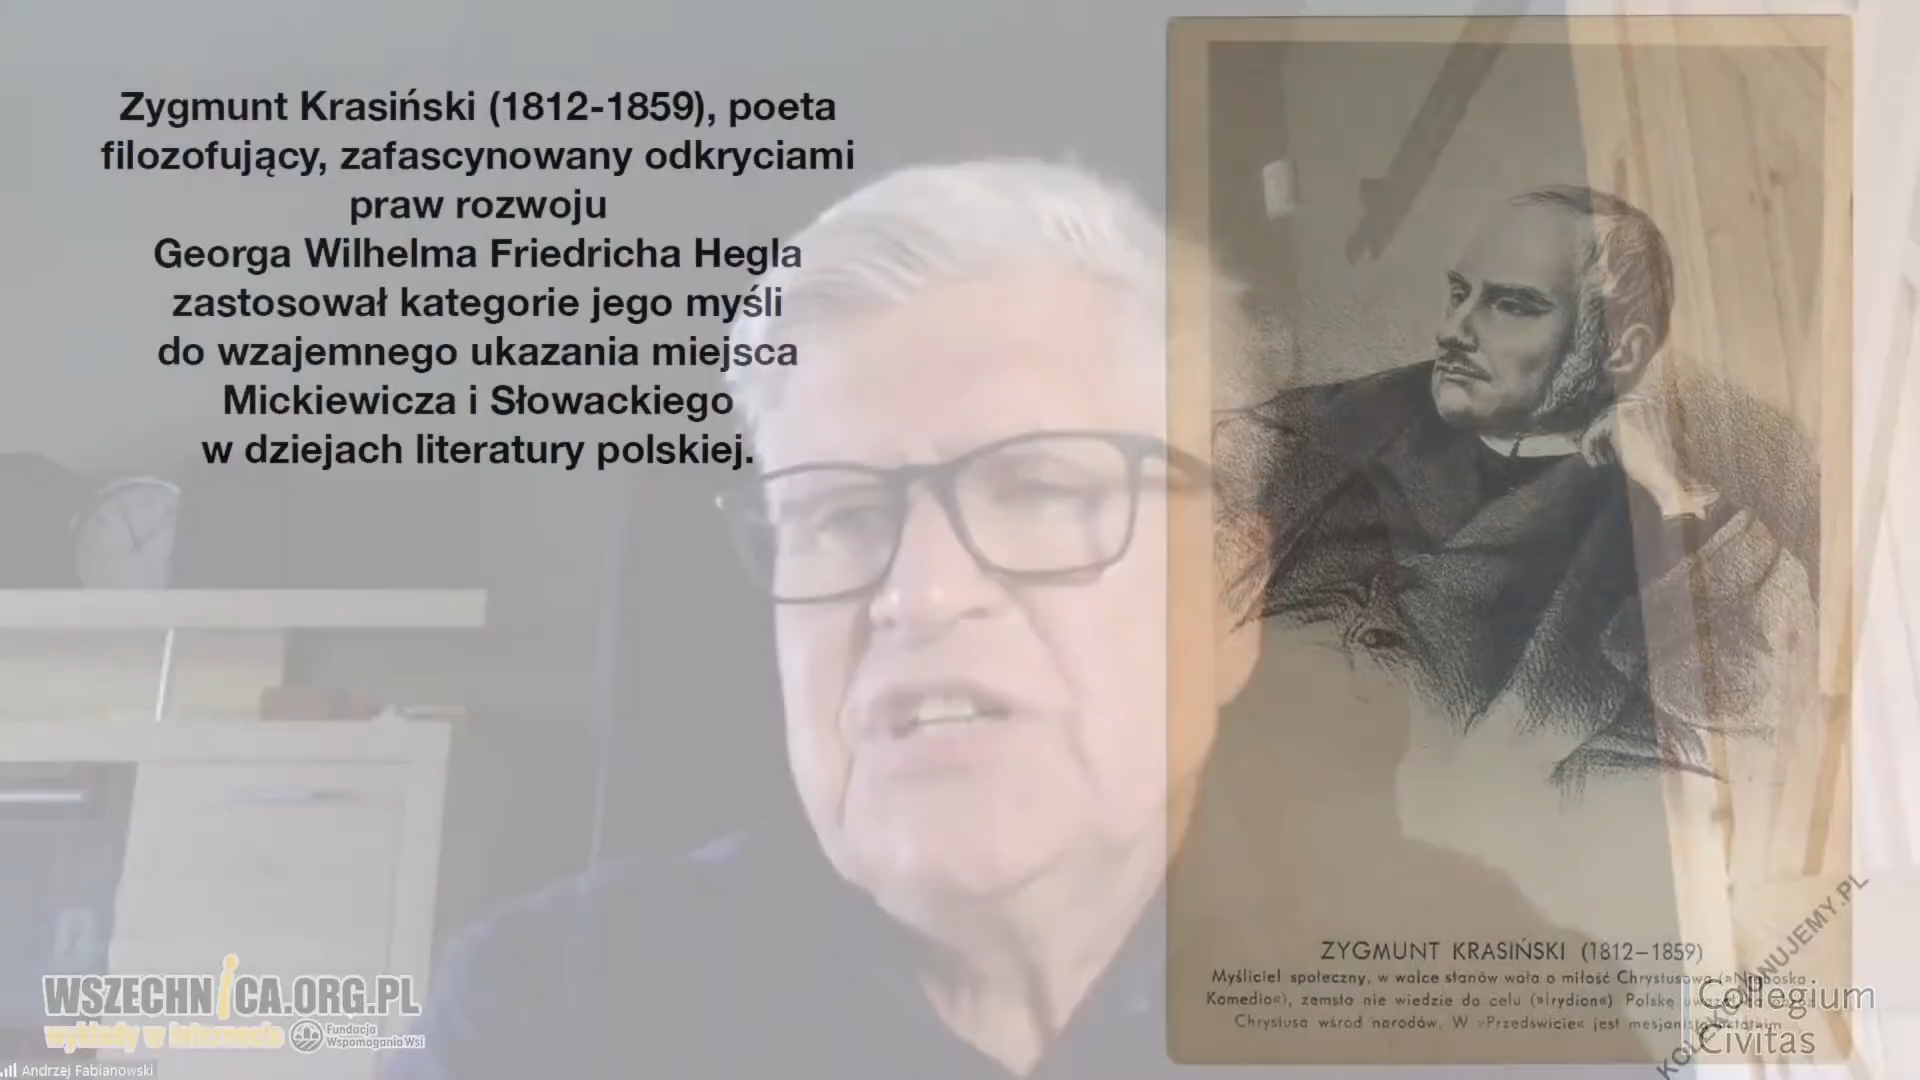 Zygmunt Krasiński (1812-1859), poeta
filozofujący, zafascynowany odkryciami
praw rozwoju
Georga Wilhelma Friedricha Hegla
zastosował kategorie jego myśli
do wzajemnego ukazania miejsca
Mickiewicza i Słowackiego
w dziejach literatury polskiej.
ZYGMUNT KRASIŃSKI (1812–1859)
Myśliciel społeczny, w walce stanów woła o miłość Chrystusową (»Nieboska
Komedia«), zemsta nie wiedzie do celu (»Irydion«) Polskę
Chrystusa wśród narodów. W »Przedświcie« jest mesjanistą
KOLEKCJONUJEMY.PL
Collegium
Civitas
WSZECHNICA.ORG.PL
wykłady w internecie
Fundacja
Wspomagania Wsi
Andrzej Fabianowski